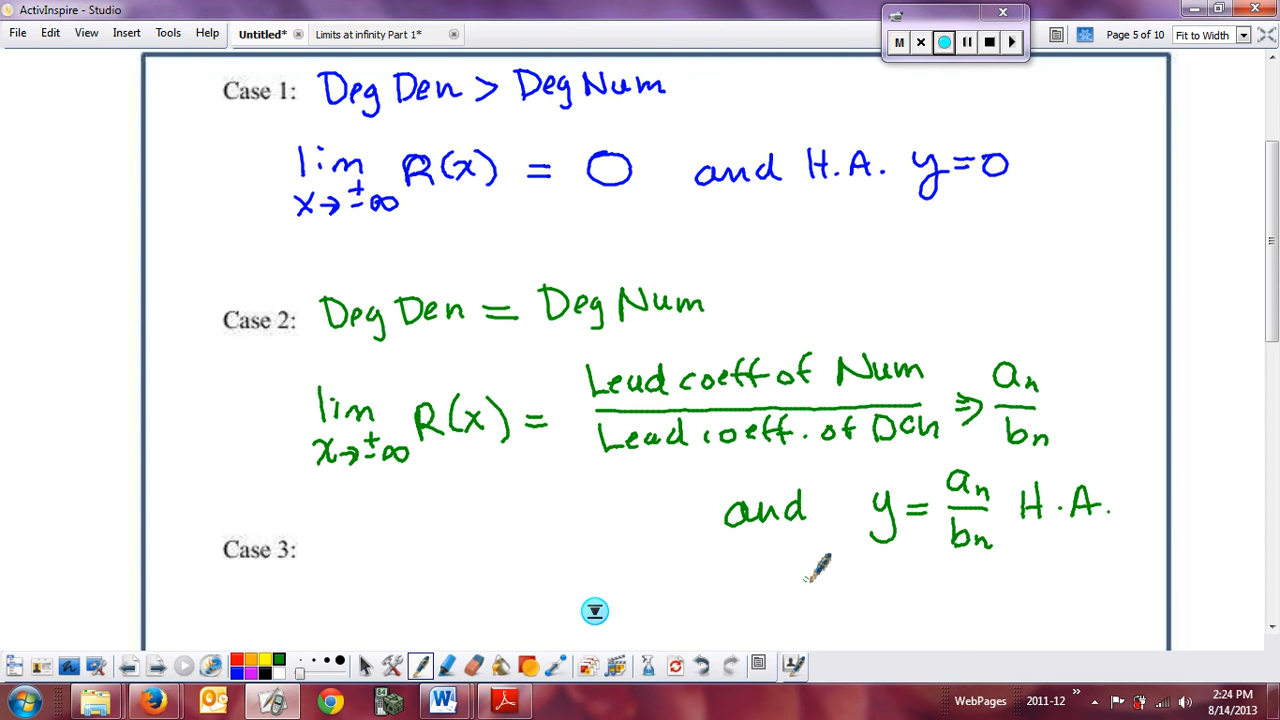 ActivInspire - Studio
File Edit View Insert Tools Help Untitled* Limits at infinity Part 1* Page 5 of 10 Fit to Width
M
Case 1: Deg Den > Deg Num
lim R(x) = 0 and H.A. y=0
x→±∞
Case 2: Deg Den = Deg Num
Lead coeff of Num
lim R(x) = ⇒ an/bn
Lead coeff. of Den
x→±∞
and y = an/bn H.A.
Case 3:
WebPages 2011-12 » 2:24 PM
8/14/2013